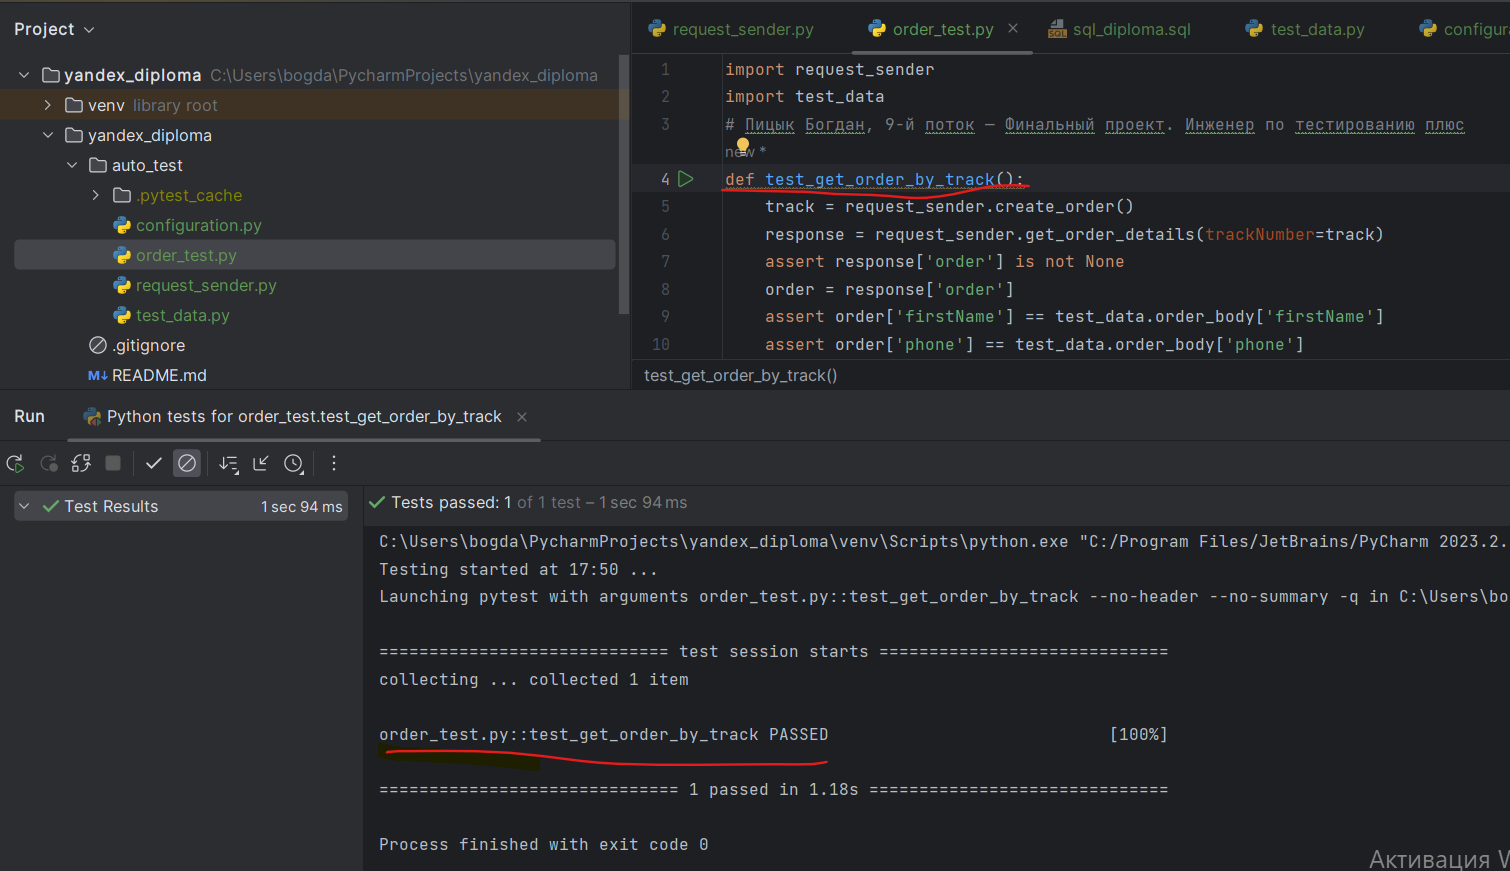 Project
yandex_diploma C:\Users\bogda\PycharmProjects\yandex_diploma
venv library root
yandex_diploma
auto_test
.pytest_cache
configuration.py
order_test.py
request_sender.py
test_data.py
.gitignore
M↓ README.md
request_sender.py order_test.py sql_diploma.sql test_data.py configura
1 import request_sender
2 import test_data
3 # Пицык Богдан, 9-й поток — Финальный проект. Инженер по тестированию плюс
new *
4 def test_get_order_by_track():
5 track = request_sender.create_order()
6 response = request_sender.get_order_details(trackNumber=track)
7 assert response['order'] is not None
8 order = response['order']
9 assert order['firstName'] == test_data.order_body['firstName']
10 assert order['phone'] == test_data.order_body['phone']
test_get_order_by_track()
Run Python tests for order_test.test_get_order_by_track
Test Results 1 sec 94 ms
Tests passed: 1 of 1 test – 1 sec 94 ms
C:\Users\bogda\PycharmProjects\yandex_diploma\venv\Scripts\python.exe "C:/Program Files/JetBrains/PyCharm 2023.2.
Testing started at 17:50 ...
Launching pytest with arguments order_test.py::test_get_order_by_track --no-header --no-summary -q in C:\Users\bo
============================= test session starts =============================
collecting ... collected 1 item
order_test.py::test_get_order_by_track PASSED [100%]
============================== 1 passed in 1.18s ==============================
Process finished with exit code 0
Активация W